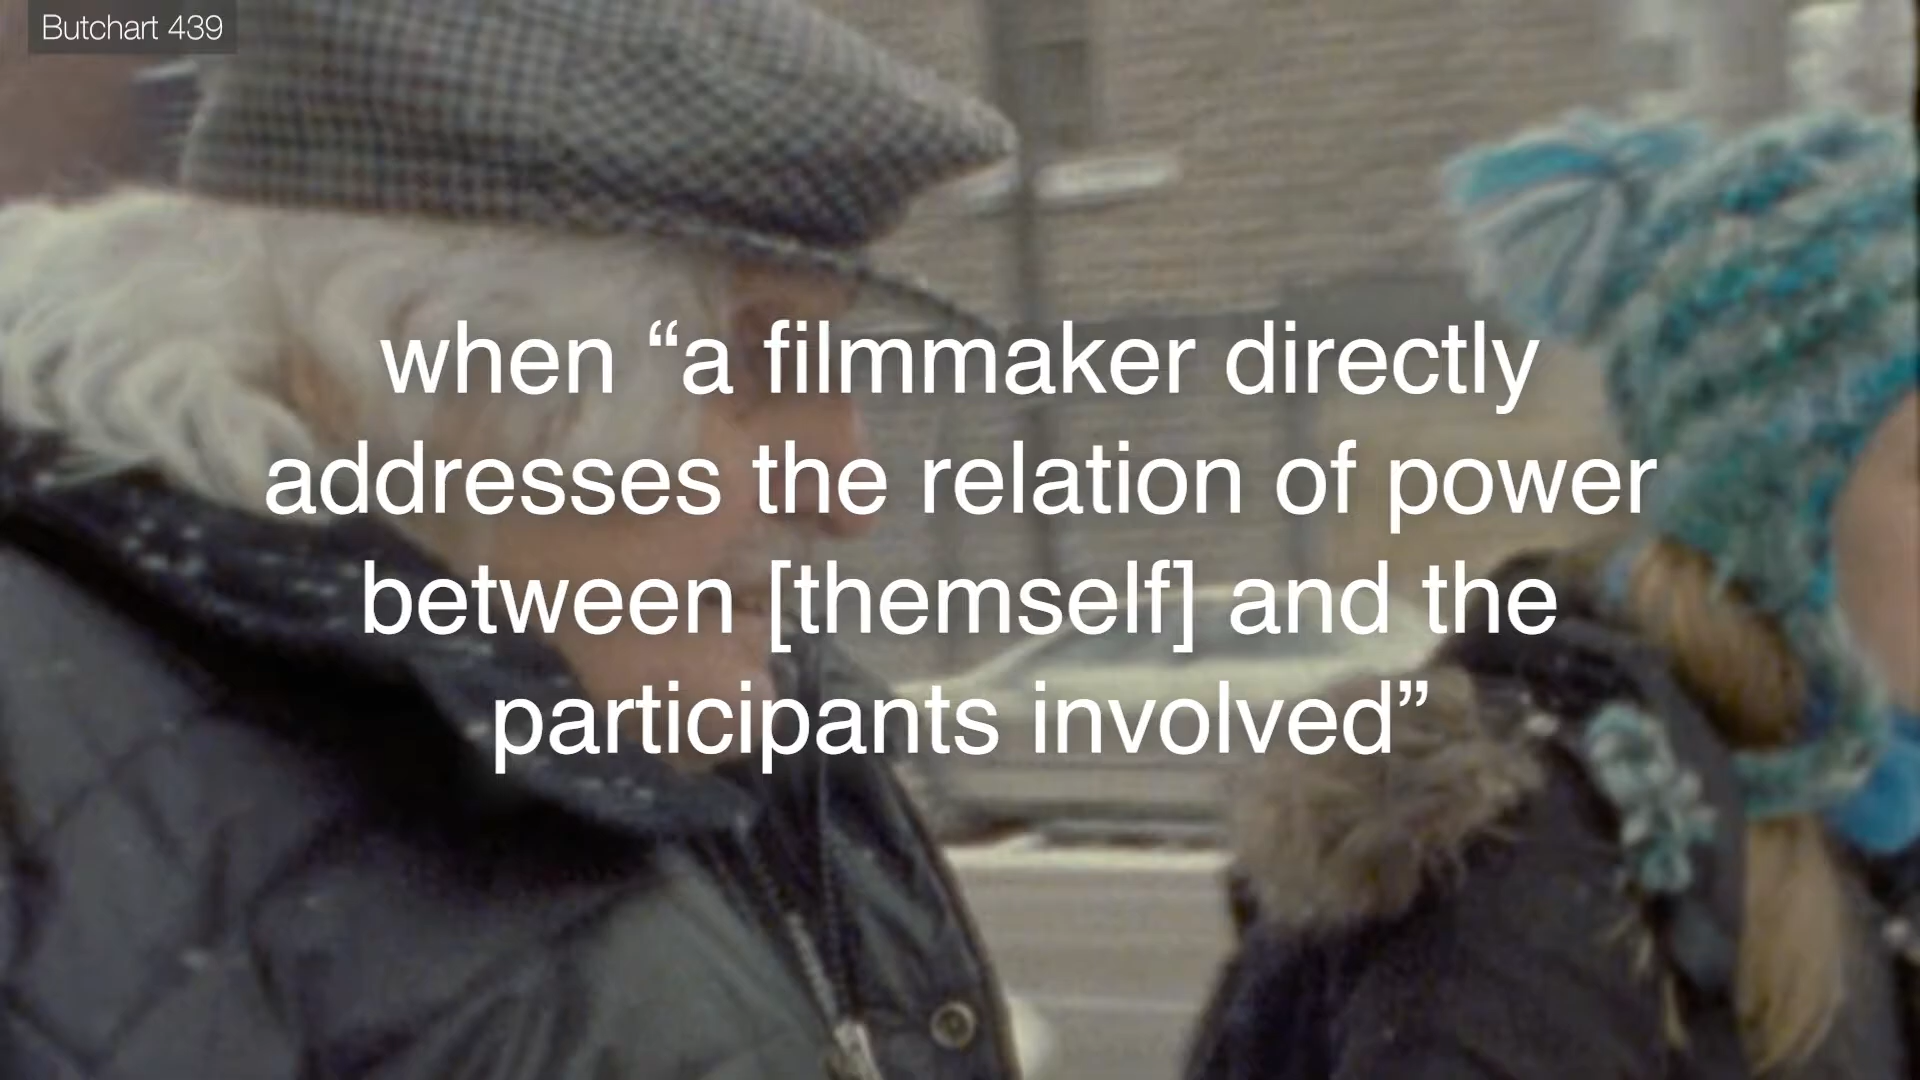 Butchart 439
when “a filmmaker directly
addresses the relation of power
between [themself] and the
participants involved”